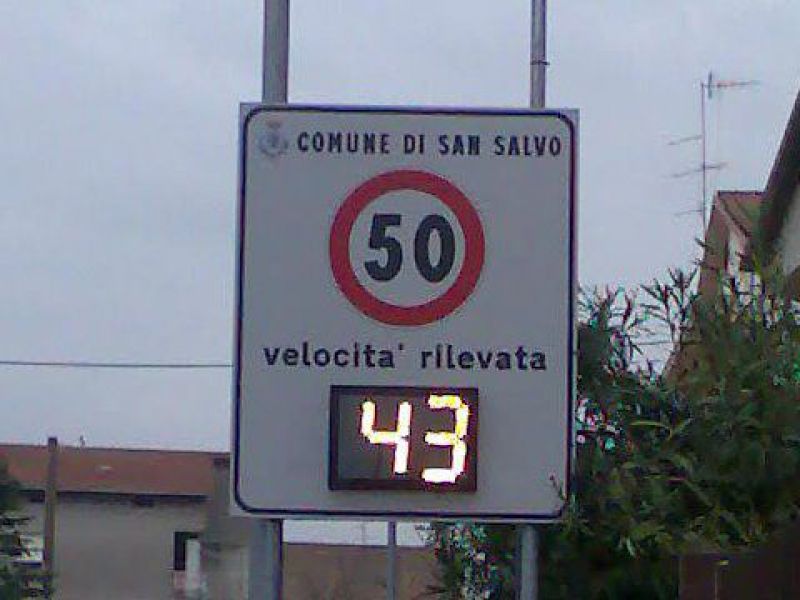 COMUNE DI SAN SALVO
50
velocita' rilevata
43